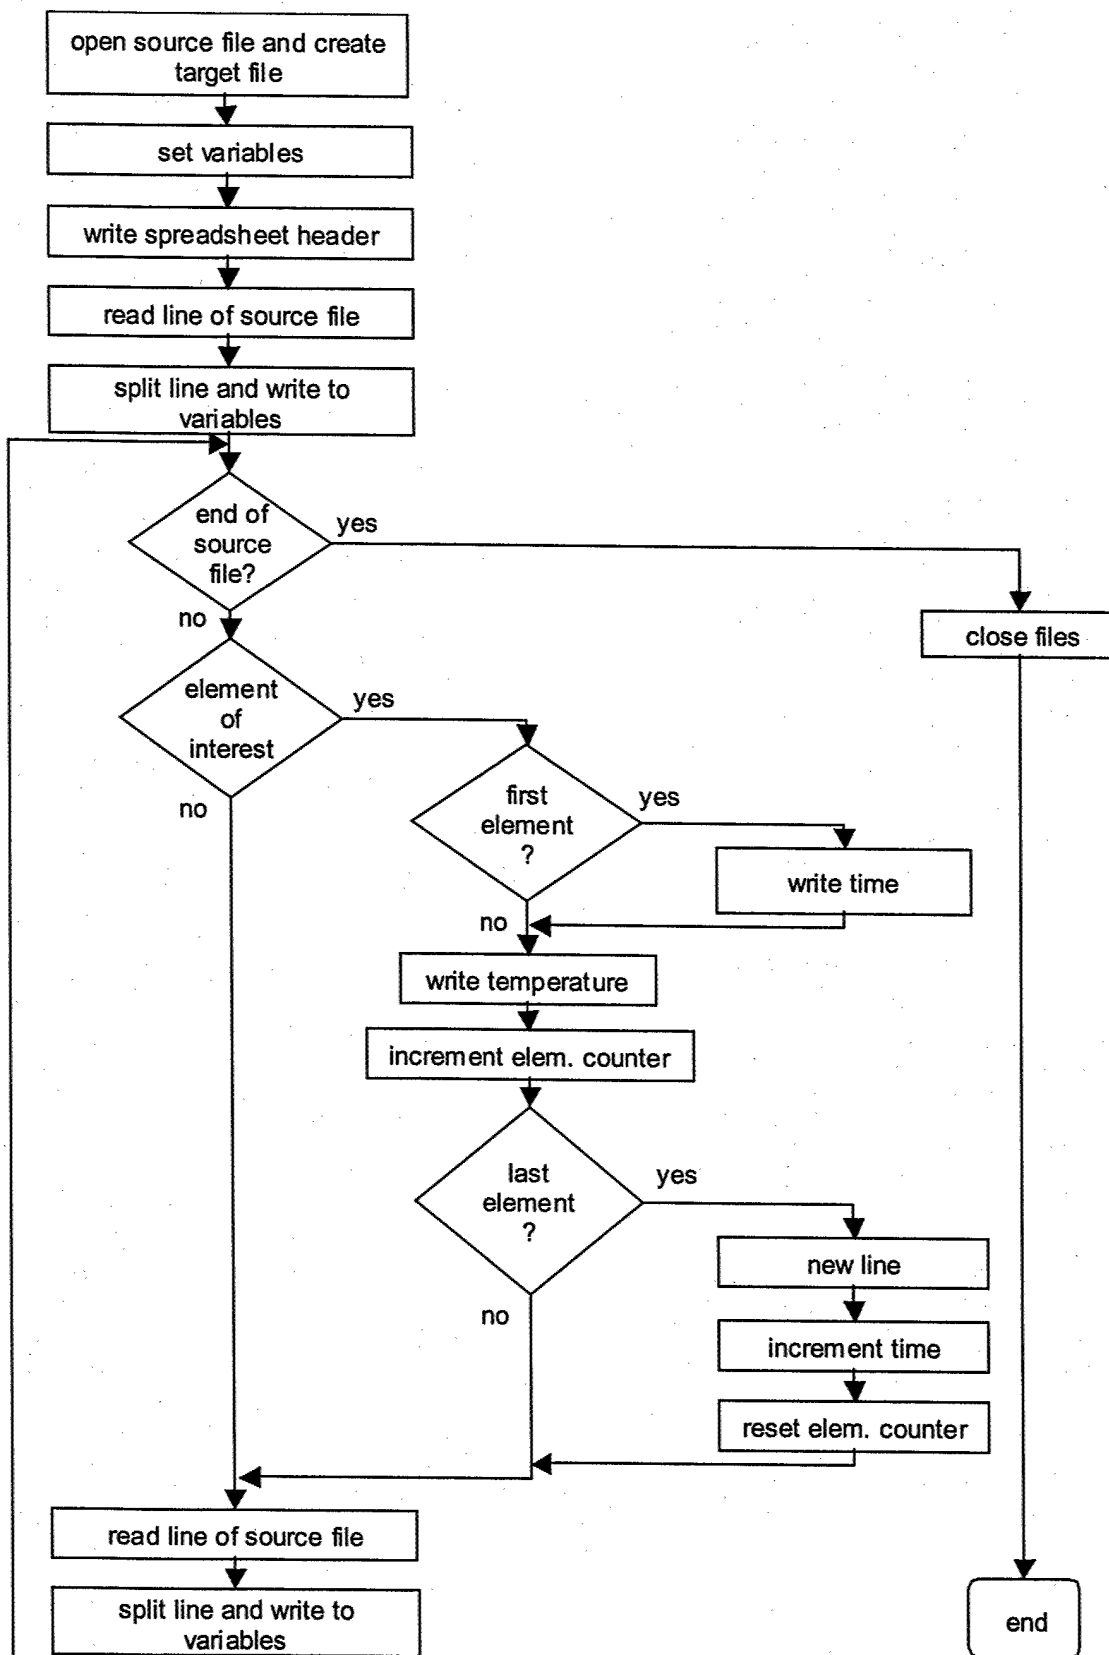 open source file and create
target file
set variables
write spreadsheet header
read line of source file
split line and write to
variables
end of
source
file?
yes
no
close files
element
of
interest
yes
no
first
element
?
yes
write time
no
write temperature
increment elem. counter
last
element
?
yes
new line
no
increment time
reset elem. counter
read line of source file
split line and write to
variables
end